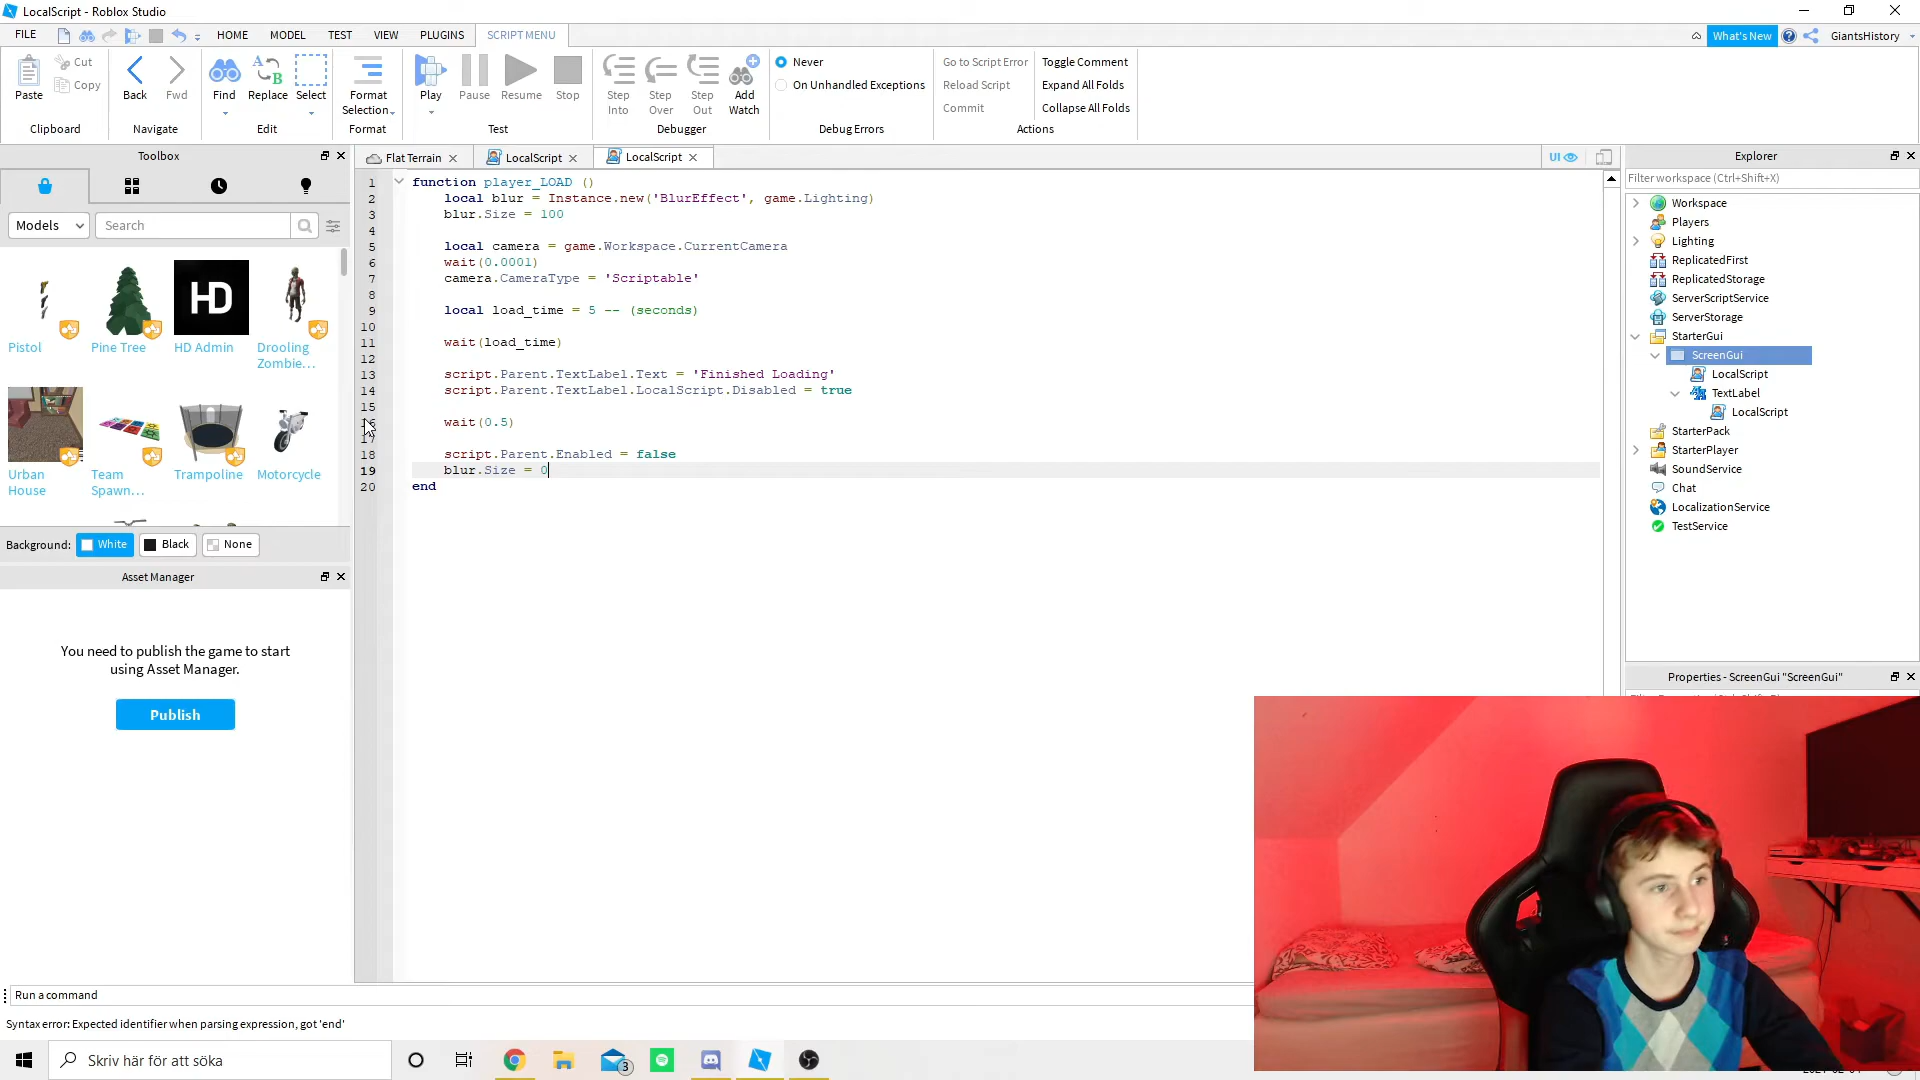 LocalScript - Roblox Studio
FILE HOME MODEL TEST VIEW PLUGINS SCRIPT MENU What's New GiantsHistory
Paste Cut Copy Clipboard
Back Fwd Navigate
Find Replace Select Edit
Format Selection Format
Play Pause Resume Stop Test
Step Into Step Over Step Out Add Watch Debugger
Never
On Unhandled Exceptions
Debug Errors
Go to Script Error Toggle Comment
Reload Script Expand All Folds
Commit Collapse All Folds
Actions
Toolbox
Models Search
Pistol Pine Tree HD HD Admin Drooling Zombie...
Urban House Team Spawn... Trampoline Motorcycle
Background: White Black None
Asset Manager
You need to publish the game to start
using Asset Manager.
Publish
Flat Terrain LocalScript LocalScript UI
1 function player_LOAD ()
2 local blur = Instance.new('BlurEffect', game.Lighting)
3 blur.Size = 100
4
5 local camera = game.Workspace.CurrentCamera
6 wait(0.0001)
7 camera.CameraType = 'Scriptable'
8
9 local load_time = 5 -- (seconds)
10
11 wait(load_time)
12
13 script.Parent.TextLabel.Text = 'Finished Loading'
14 script.Parent.TextLabel.LocalScript.Disabled = true
15
wait(0.5)
17
18 script.Parent.Enabled = false
19 blur.Size = 0
20 end
Explorer
Filter workspace (Ctrl+Shift+X)
Workspace
Players
Lighting
ReplicatedFirst
ReplicatedStorage
ServerScriptService
ServerStorage
StarterGui
ScreenGui
LocalScript
TextLabel
LocalScript
StarterPack
StarterPlayer
SoundService
Chat
LocalizationService
TestService
Properties - ScreenGui "ScreenGui"
Run a command
Syntax error: Expected identifier when parsing expression, got 'end'
Skriv här för att söka
3